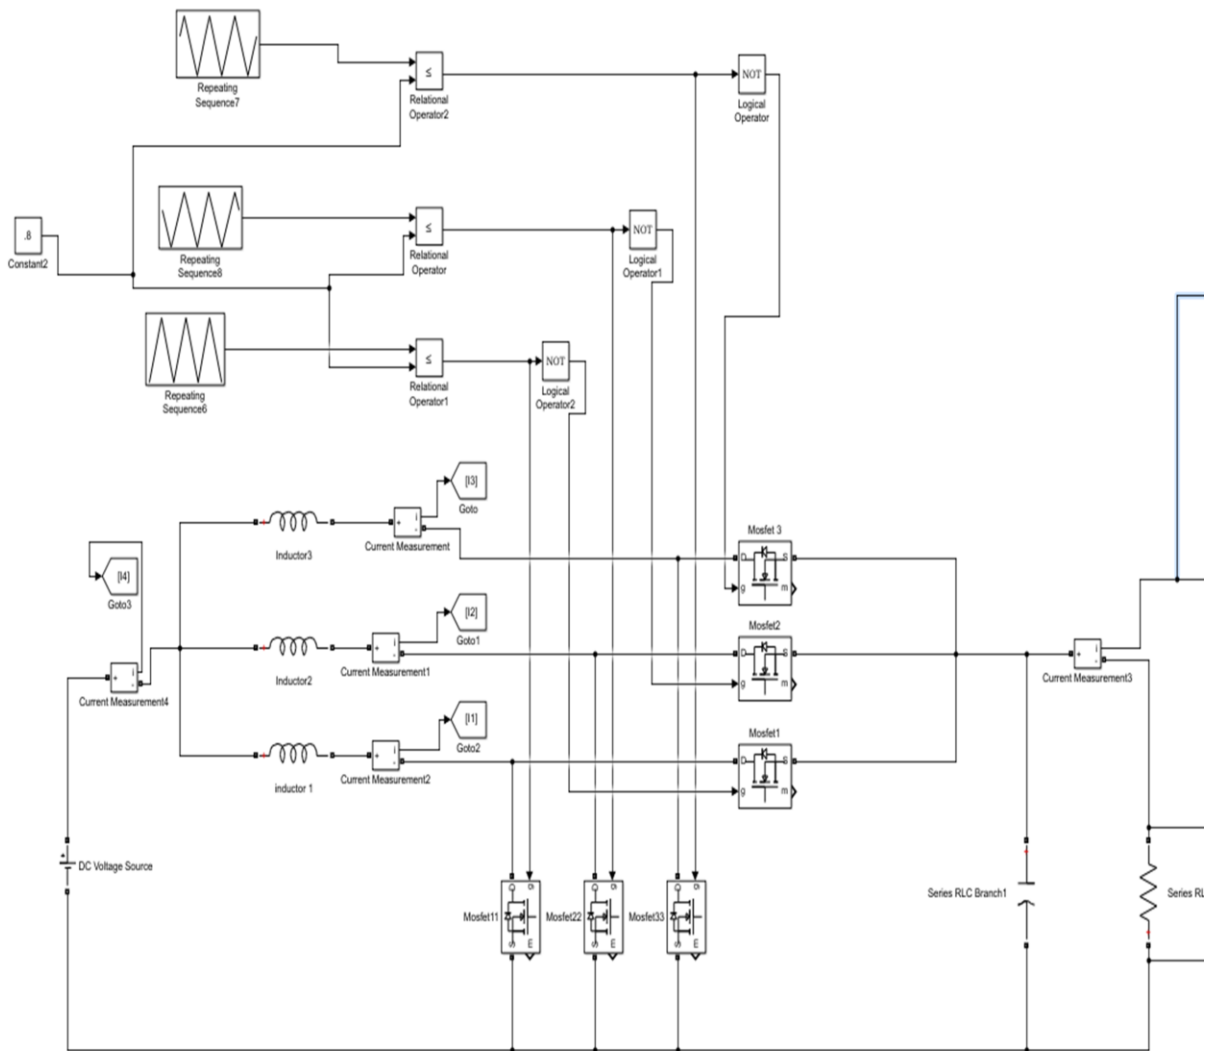 Repeating
Sequence7
≤
Relational
Operator2
NOT
Logical
Operator
.8
Constant2
Repeating
Sequence8
≤
Relational
Operator
NOT
Logical
Operator1
Repeating
Sequence6
≤
Relational
Operator1
NOT
Logical
Operator2
[I3]
Goto
Inductor3
+
i
-
Current Measurement
Mosfet 3
D
S
g
m
[I4]
Goto3
[I2]
Goto1
Inductor2
+
i
-
Current Measurement1
Mosfet2
D
S
g
m
+
i
-
Current Measurement4
+
i
-
Current Measurement3
[I1]
Goto2
inductor 1
+
i
-
Current Measurement2
Mosfet1
D
S
g
m
+
DC Voltage Source
Mosfet11
D
g
S
m
Mosfet22
D
g
S
m
Mosfet33
D
g
S
m
Series RLC Branch1
Series RL